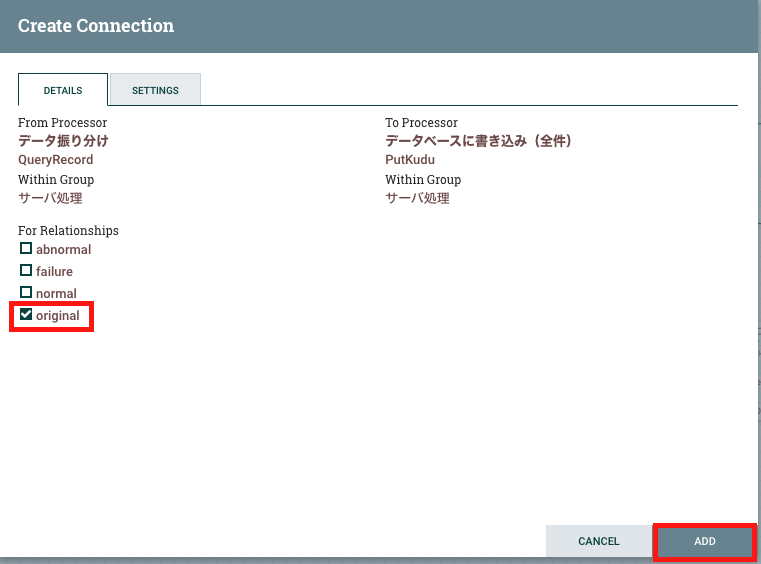 Create Connection
DETAILS
SETTINGS
From Processor
データ振り分け
QueryRecord
Within Group
サーバ処理
To Processor
データベースに書き込み（全件）
PutKudu
Within Group
サーバ処理
For Relationships
abnormal
failure
normal
original
CANCEL
ADD